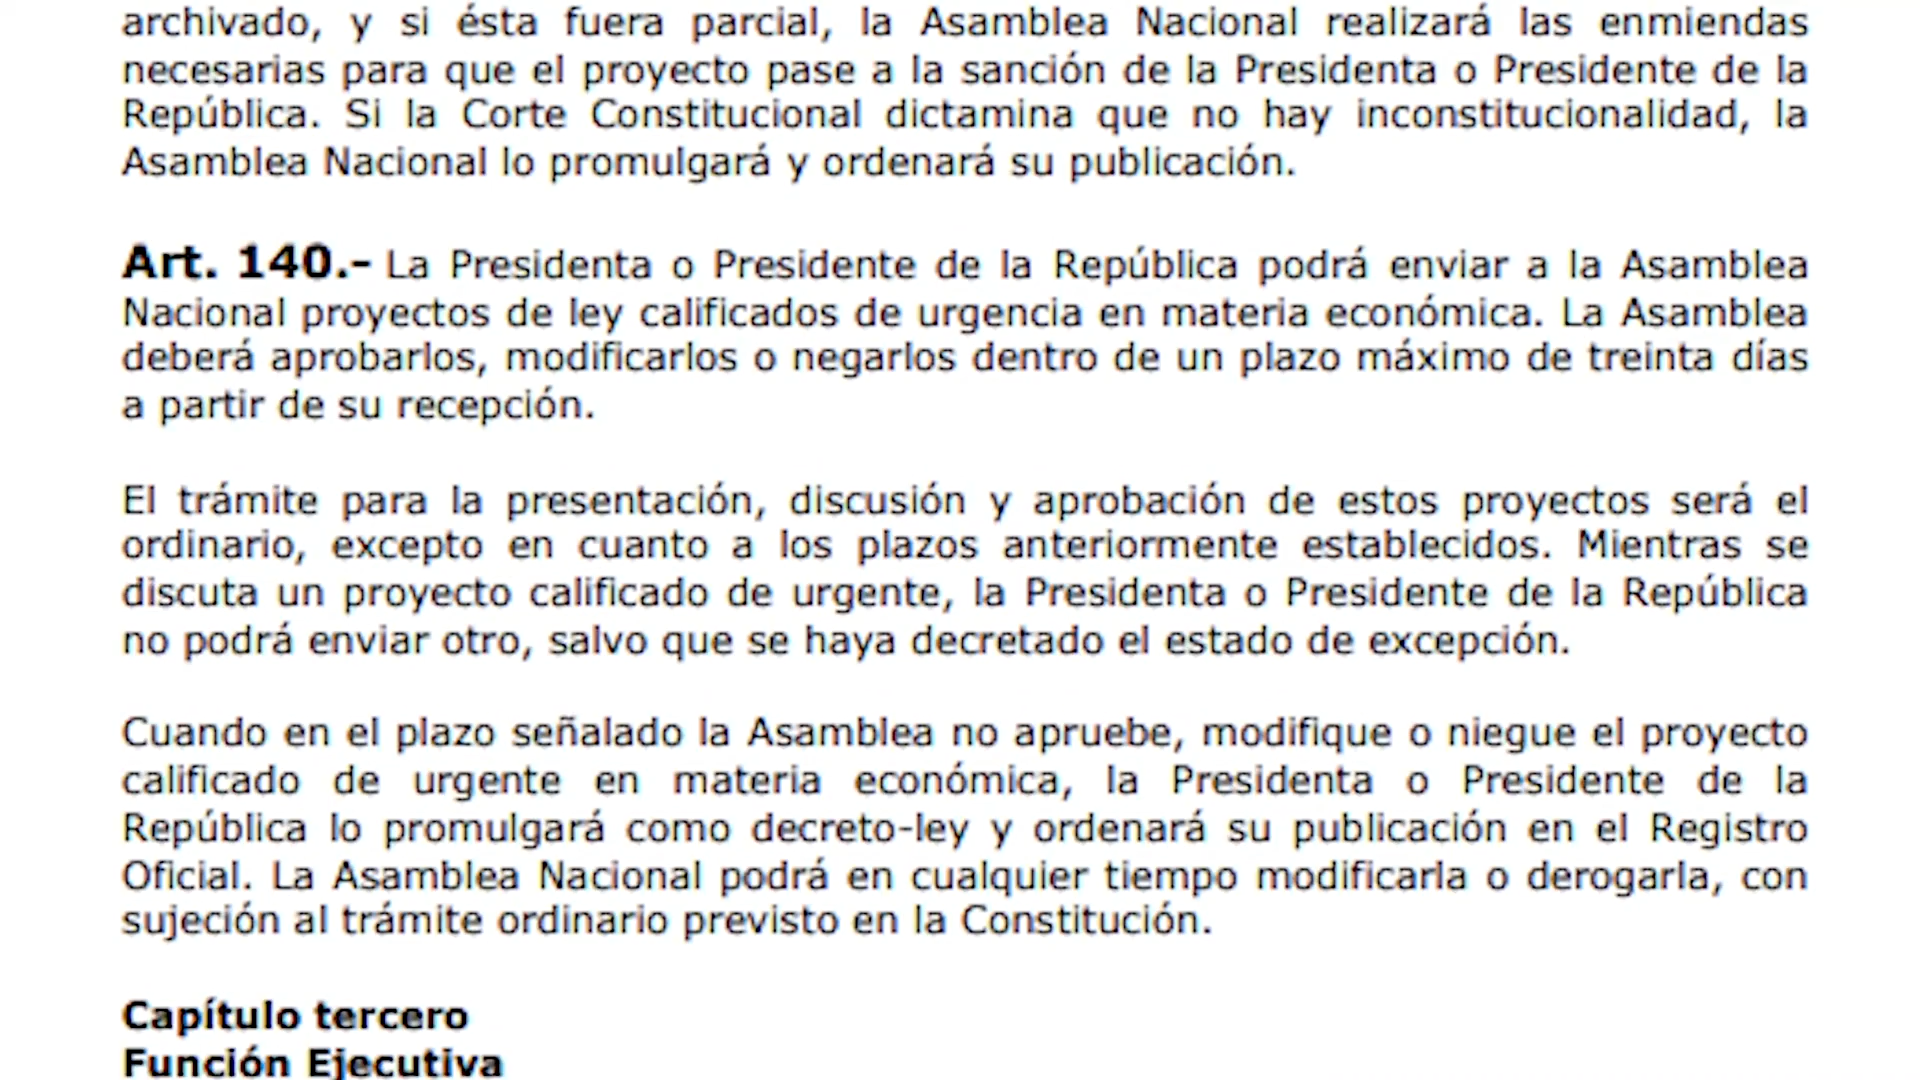 archivado, y si ésta fuera parcial, la Asamblea Nacional realizará las enmiendas
necesarias para que el proyecto pase a la sanción de la Presidenta o Presidente de la
República. Si la Corte Constitucional dictamina que no hay inconstitucionalidad, la
Asamblea Nacional lo promulgará y ordenará su publicación.
Art. 140.- La Presidenta o Presidente de la República podrá enviar a la Asamblea
Nacional proyectos de ley calificados de urgencia en materia económica. La Asamblea
deberá aprobarlos, modificarlos o negarlos dentro de un plazo máximo de treinta días
a partir de su recepción.
El trámite para la presentación, discusión y aprobación de estos proyectos será el
ordinario, excepto en cuanto a los plazos anteriormente establecidos. Mientras se
discuta un proyecto calificado de urgente, la Presidenta o Presidente de la República
no podrá enviar otro, salvo que se haya decretado el estado de excepción.
Cuando en el plazo señalado la Asamblea no apruebe, modifique o niegue el proyecto
calificado de urgente en materia económica, la Presidenta o Presidente de la
República lo promulgará como decreto-ley y ordenará su publicación en el Registro
Oficial. La Asamblea Nacional podrá en cualquier tiempo modificarla o derogarla, con
sujeción al trámite ordinario previsto en la Constitución.
Capítulo tercero
Función Ejecutiva